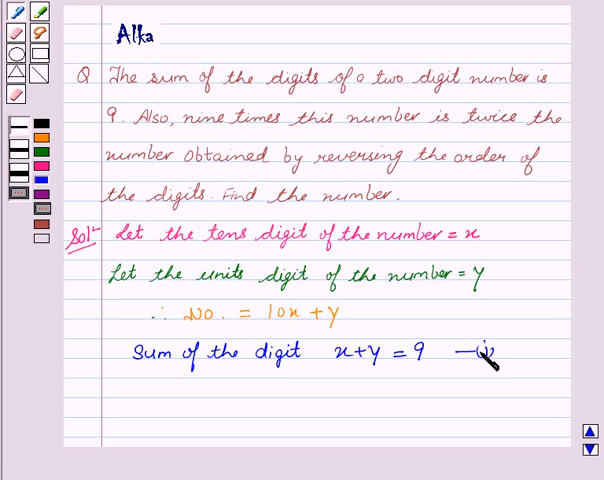 Alka
Q The sum of the digits of a two digit number is
9. Also, nine times this number is twice the
number obtained by reversing the order of
the digits. Find the number.
Solⁿ Let the tens digit of the number = x
Let the units digit of the number = y
∴ No. = 10x + y
Sum of the digit x + y = 9 —(i)